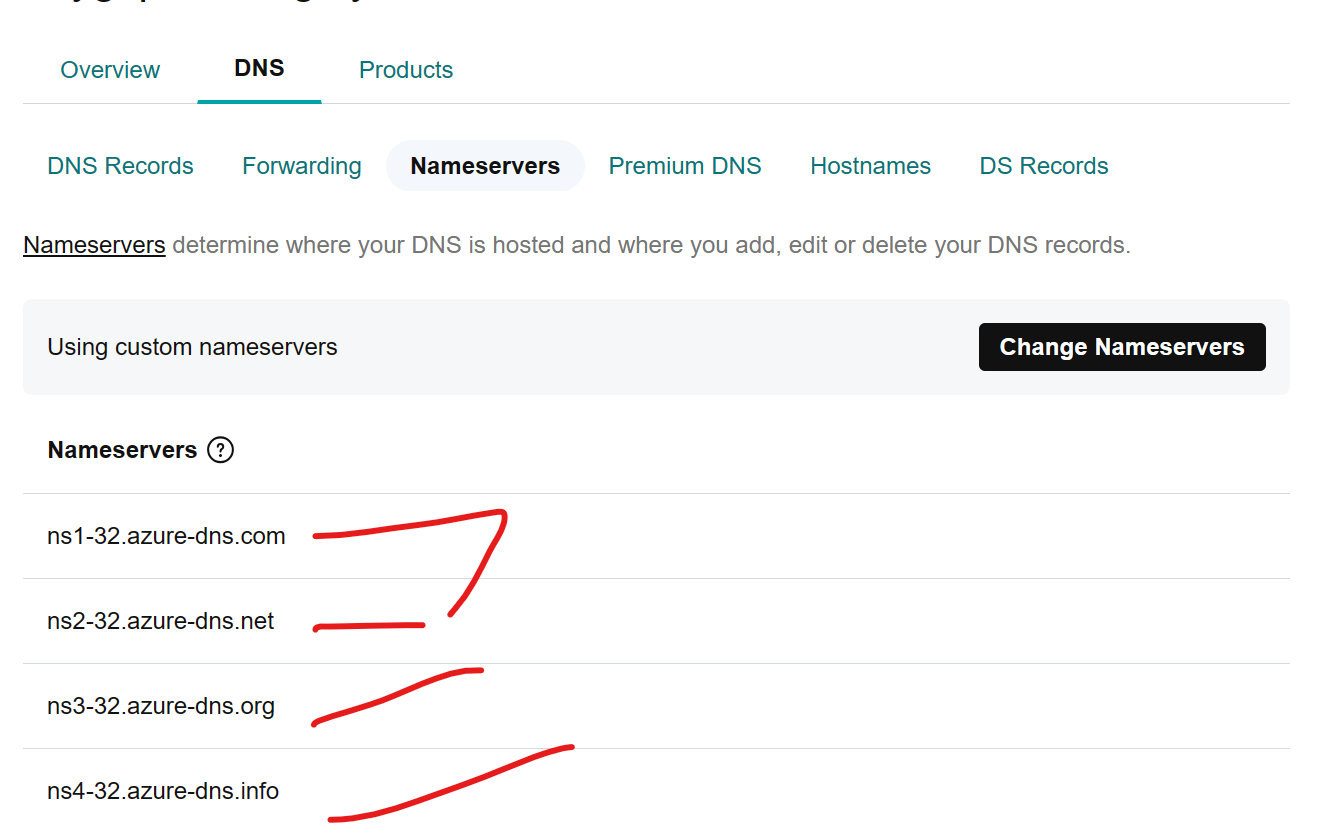 Overview DNS Products
DNS Records Forwarding Nameservers Premium DNS Hostnames DS Records
Nameservers determine where your DNS is hosted and where you add, edit or delete your DNS records.
Using custom nameservers Change Nameservers
Nameservers ?
ns1-32.azure-dns.com
ns2-32.azure-dns.net
ns3-32.azure-dns.org
ns4-32.azure-dns.info